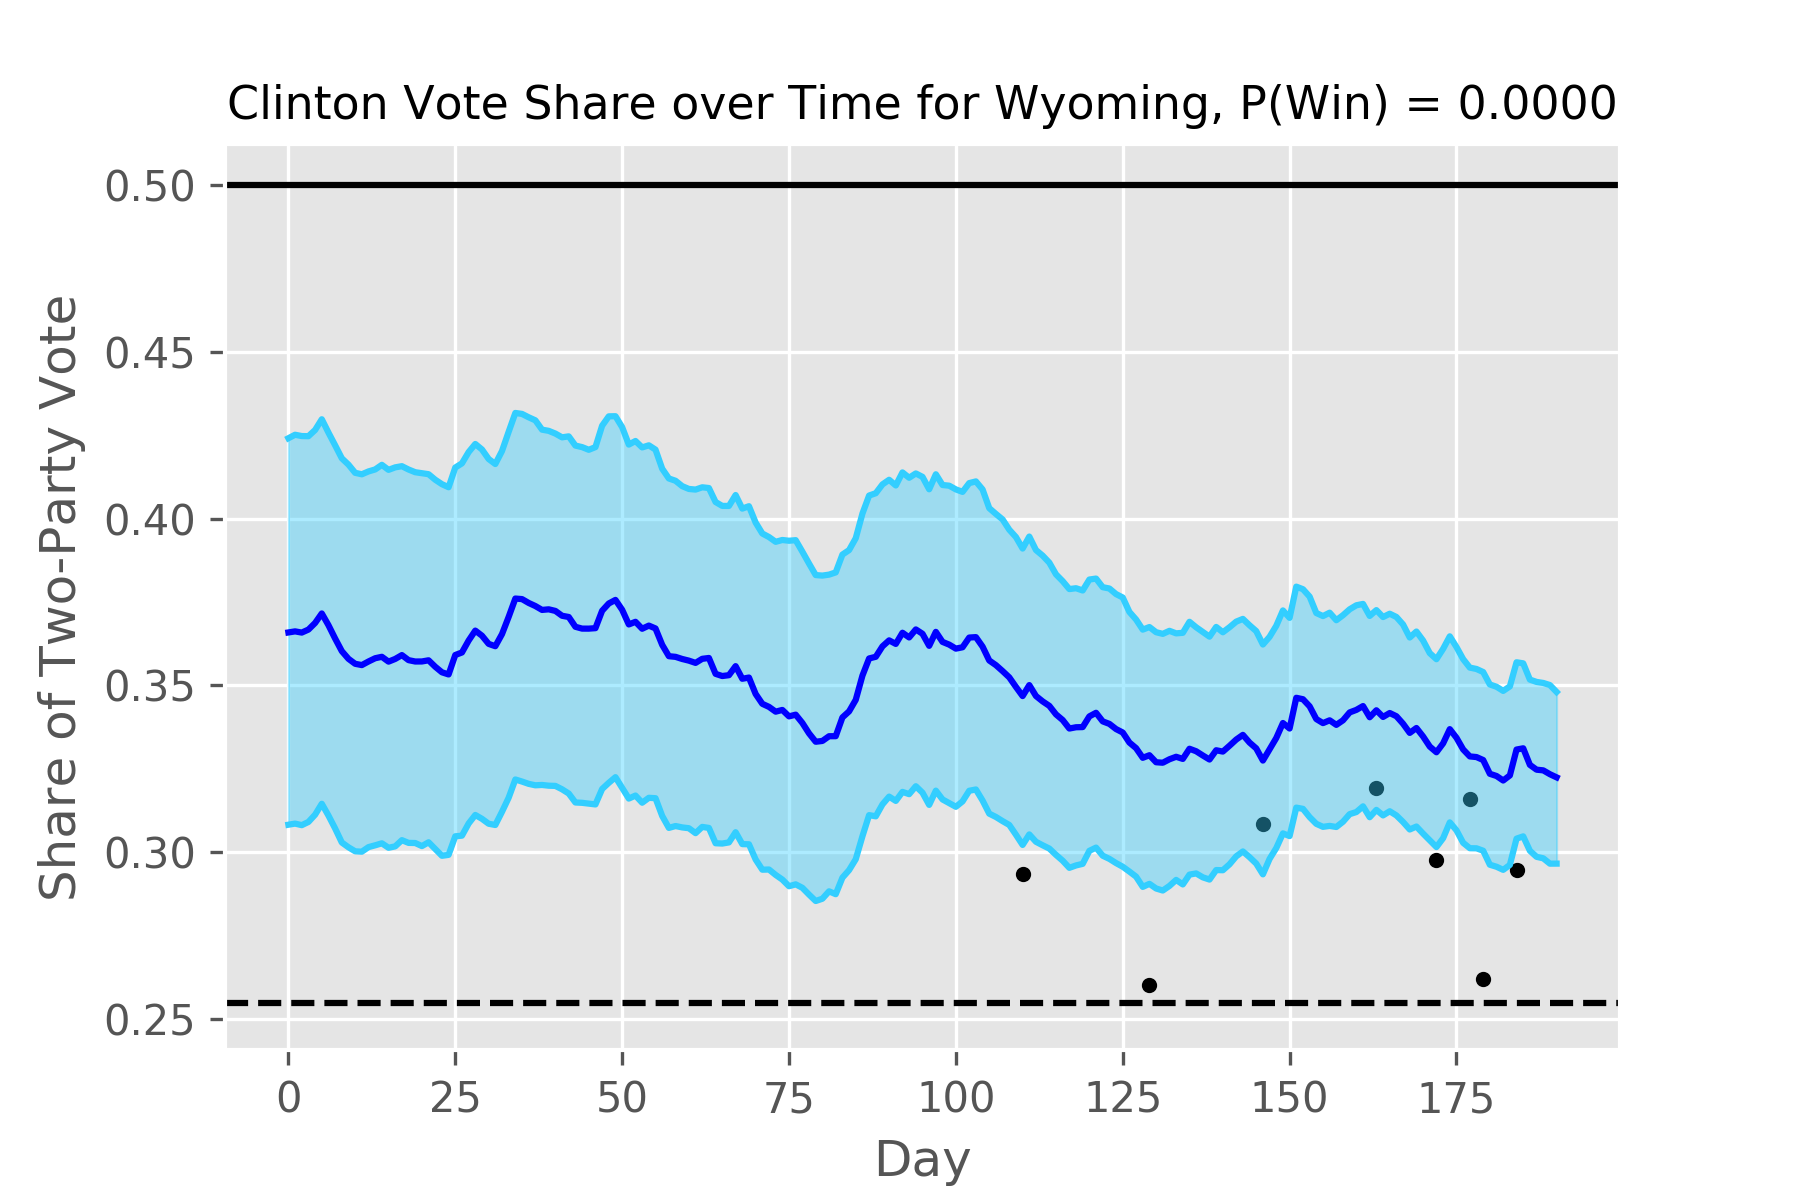 Clinton Vote Share over Time for Wyoming, P(Win) = 0.0000
Share of Two-Party Vote
0.50
0.45
0.40
0.35
0.30
0.25
0 25 50 75 100 125 150 175
Day